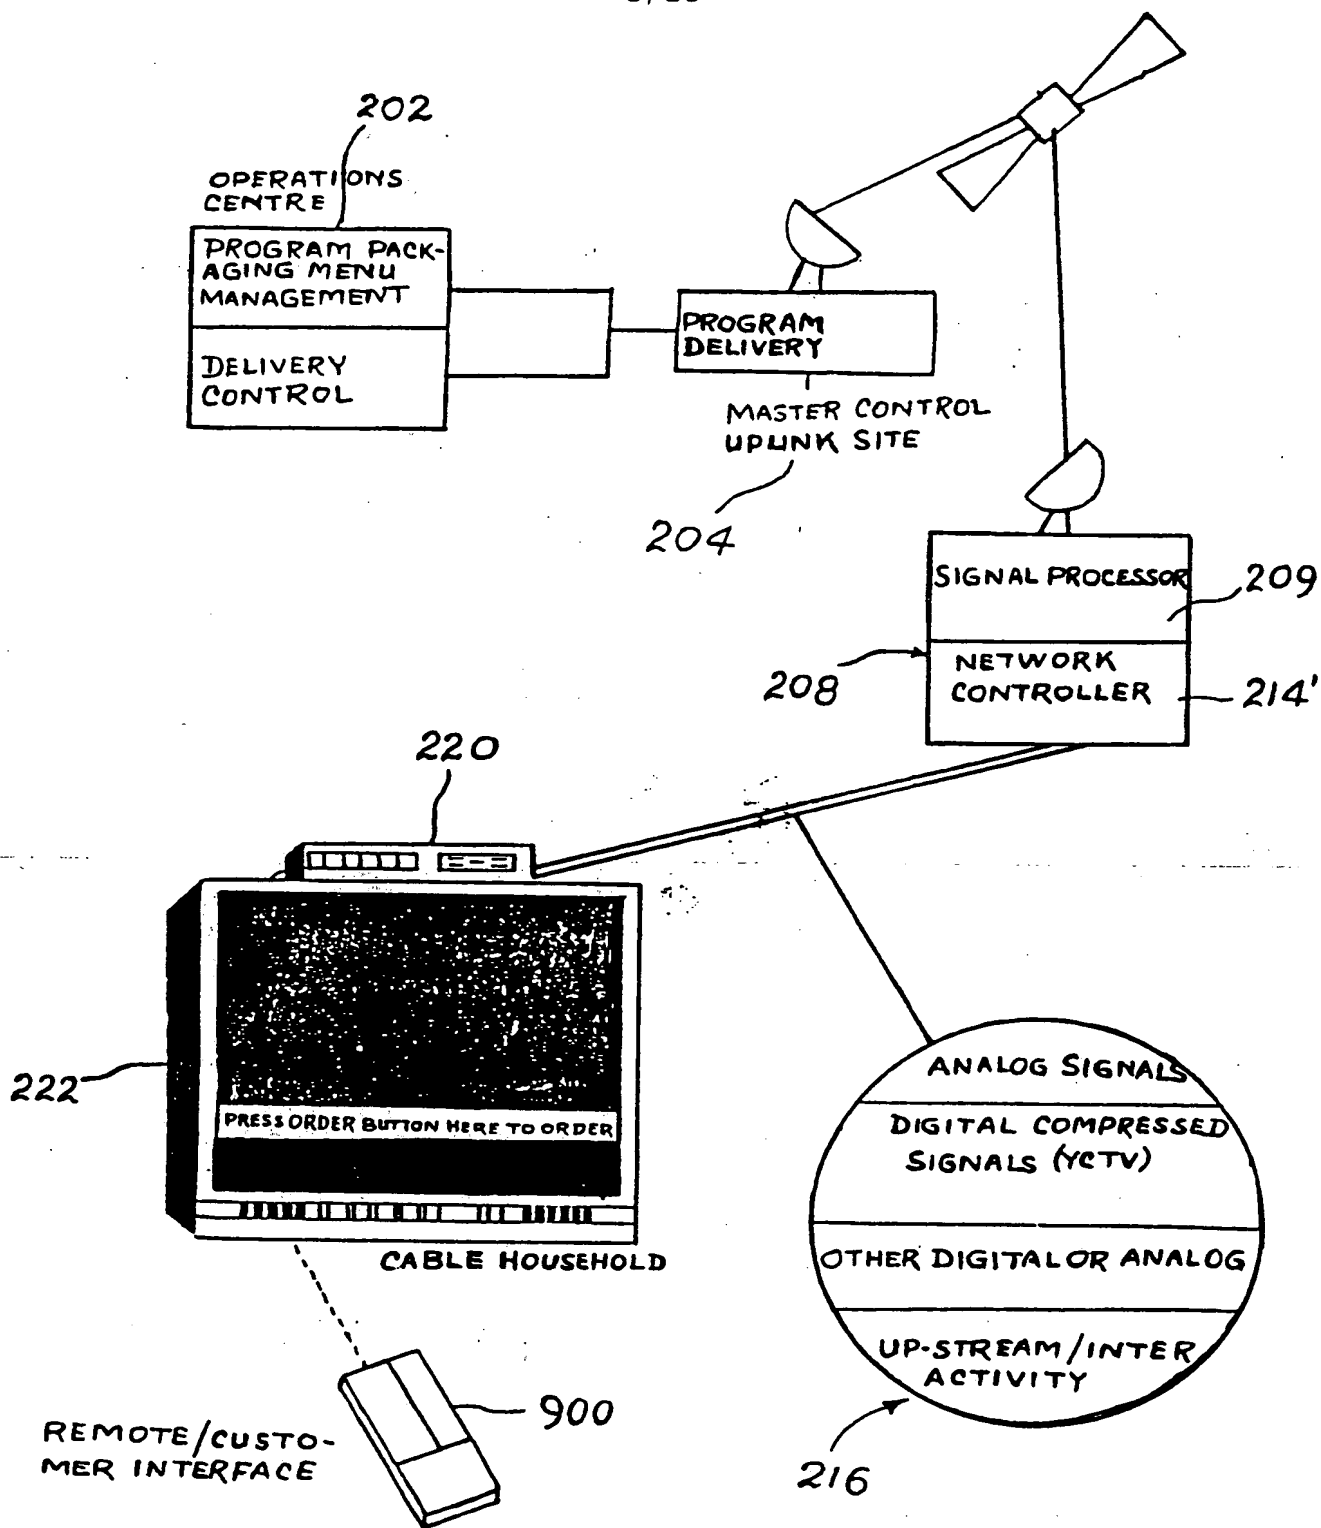 202
OPERATIONS
CENTRE
PROGRAM PACK-
AGING MENU
MANAGEMENT
DELIVERY
CONTROL
PROGRAM
DELIVERY
MASTER CONTROL
UPLINK SITE
204
SIGNAL PROCESSOR
209
208
NETWORK
CONTROLLER
214'
220
222
PRESS ORDER BUTTON HERE TO ORDER
CABLE HOUSEHOLD
ANALOG SIGNALS
DIGITAL COMPRESSED
SIGNALS (YCTV)
OTHER DIGITAL OR ANALOG
UP-STREAM/INTER
ACTIVITY
216
900
REMOTE/CUSTO-
MER INTERFACE